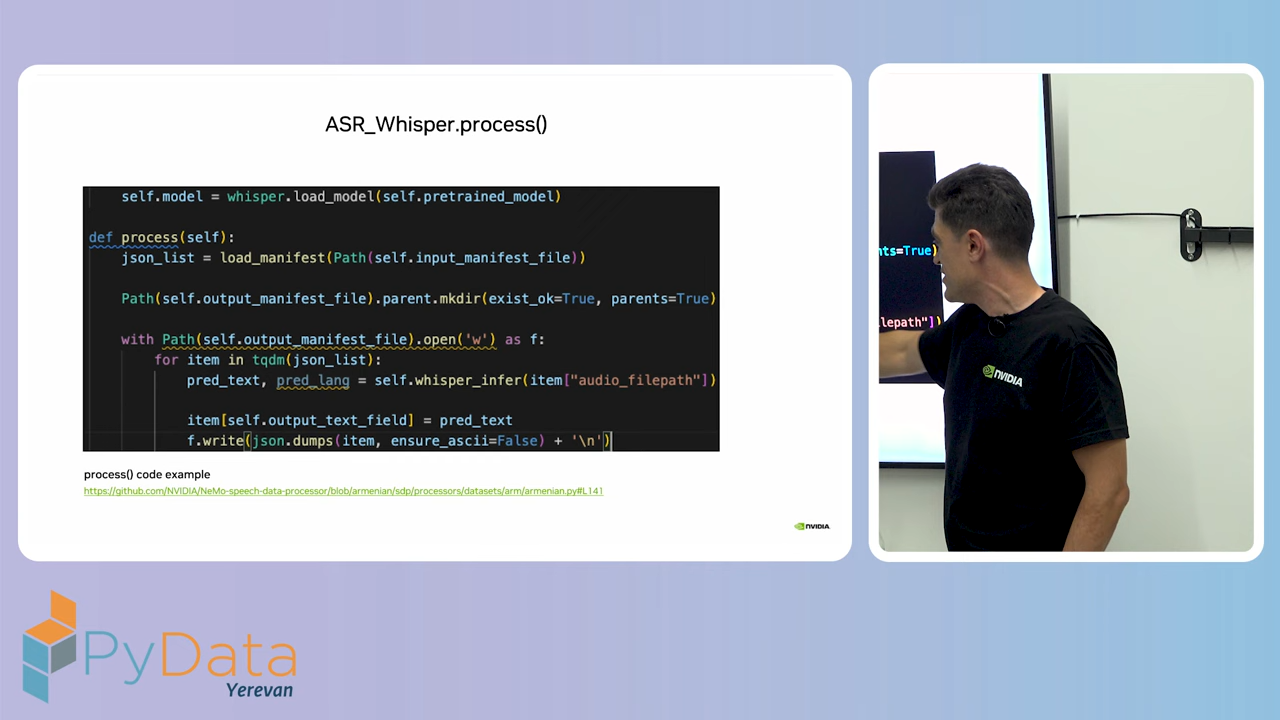 ASR_Whisper.process()
self.model = whisper.load_model(self.pretrained_model)
def process(self):
json_list = load_manifest(Path(self.input_manifest_file))
Path(self.output_manifest_file).parent.mkdir(exist_ok=True, parents=True)
with Path(self.output_manifest_file).open('w') as f:
for item in tqdm(json_list):
pred_text, pred_lang = self.whisper_infer(item["audio_filepath"])
item[self.output_text_field] = pred_text
f.write(json.dumps(item, ensure_ascii=False) + '\n')
process() code example
https://github.com/NVIDIA/NeMo-speech-data-processor/blob/armenian/sdp/processors/datasets/arm/armenian.py#L141
NVIDIA
nts=True)
lepath"])
NVIDIA
PyData
Yerevan